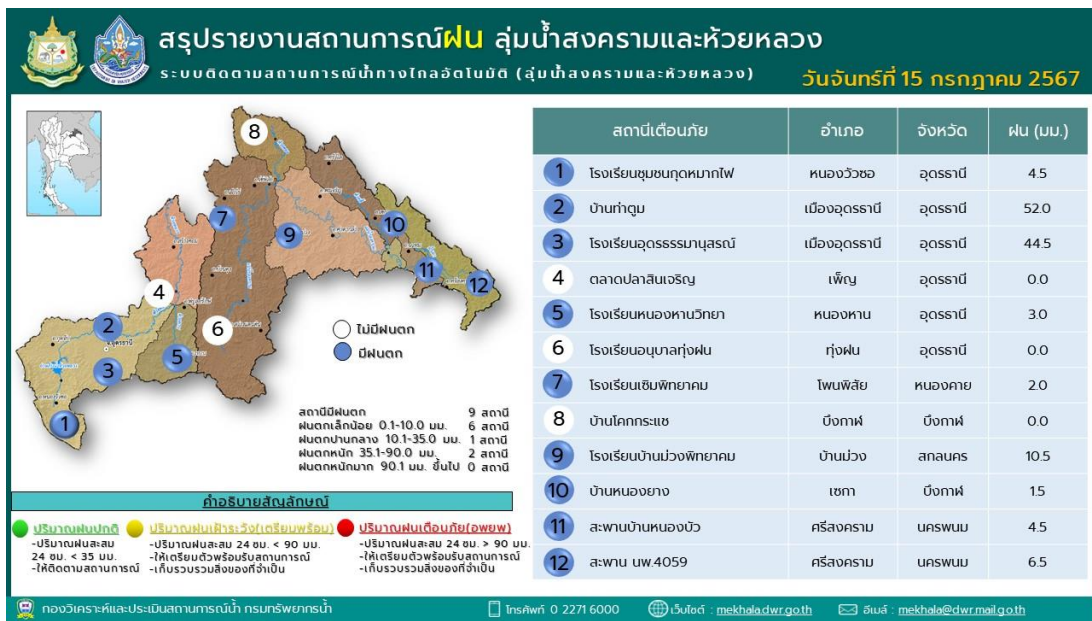 สรุปรายงานสถานการณ์ฝน ลุ่มน้ำสงครามและห้วยหลวง
ระบบติดตามสถานการณ์น้ำทางไกลอัตโนมัติ (ลุ่มน้ำสงครามและห้วยหลวง)
วันจันทร์ที่ 15 กรกฎาคม 2567
8
7
9
10
11
12
4
6
2
3
5
1
อุดรธานี
ไม่มีฝนตก
มีฝนตก
สถานีมีฝนตก 9 สถานี
ฝนตกเล็กน้อย 0.1-10.0 มม. 6 สถานี
ฝนตกปานกลาง 10.1-35.0 มม. 1 สถานี
ฝนตกหนัก 35.1-90.0 มม. 2 สถานี
ฝนตกหนักมาก 90.1 มม. ขึ้นไป 0 สถานี
คำอธิบายสัญลักษณ์
ปริมาณฝนปกติ
-ปริมาณฝนสะสม
24 ชม. < 35 มม.
-ให้ติดตามสถานการณ์
ปริมาณฝนเฝ้าระวัง(เตรียมพร้อม)
-ปริมาณฝนสะสม 24 ชม. < 90 มม.
-ให้เตรียมตัวพร้อมรับสถานการณ์
-เก็บรวบรวมสิ่งของที่จำเป็น
ปริมาณฝนเตือนภัย(อพยพ)
-ปริมาณฝนสะสม 24 ชม. > 90 มม.
-ให้เตรียมตัวพร้อมรับสถานการณ์
-เก็บรวบรวมสิ่งของที่จำเป็น
สถานีเตือนภัย อำเภอ จังหวัด ฝน (มม.)
1 โรงเรียนชุมชนกุดหมากไฟ หนองวัวซอ อุดรธานี 4.5
2 บ้านท่าตูม เมืองอุดรธานี อุดรธานี 52.0
3 โรงเรียนอุดรธรรมานุสรณ์ เมืองอุดรธานี อุดรธานี 44.5
4 ตลาดปลาสินเจริญ เพ็ญ อุดรธานี 0.0
5 โรงเรียนหนองหานวิทยา หนองหาน อุดรธานี 3.0
6 โรงเรียนอนุบาลทุ่งฝน ทุ่งฝน อุดรธานี 0.0
7 โรงเรียนเซิมพิทยาคม โพนพิสัย หนองคาย 2.0
8 บ้านโคกกระแซ บึงกาฬ บึงกาฬ 0.0
9 โรงเรียนบ้านม่วงพิทยาคม บ้านม่วง สกลนคร 10.5
10 บ้านหนองยาง เซกา บึงกาฬ 1.5
11 สะพานบ้านหนองบัว ศรีสงคราม นครพนม 4.5
12 สะพาน นพ.4059 ศรีสงคราม นครพนม 6.5
กองวิเคราะห์และประเมินสถานการณ์น้ำ กรมทรัพยากรน้ำ
โทรศัพท์ 0 2271 6000
เว็บไซต์ : mekhala.dwr.go.th
อีเมล์ : mekhala@dwr.mail.go.th